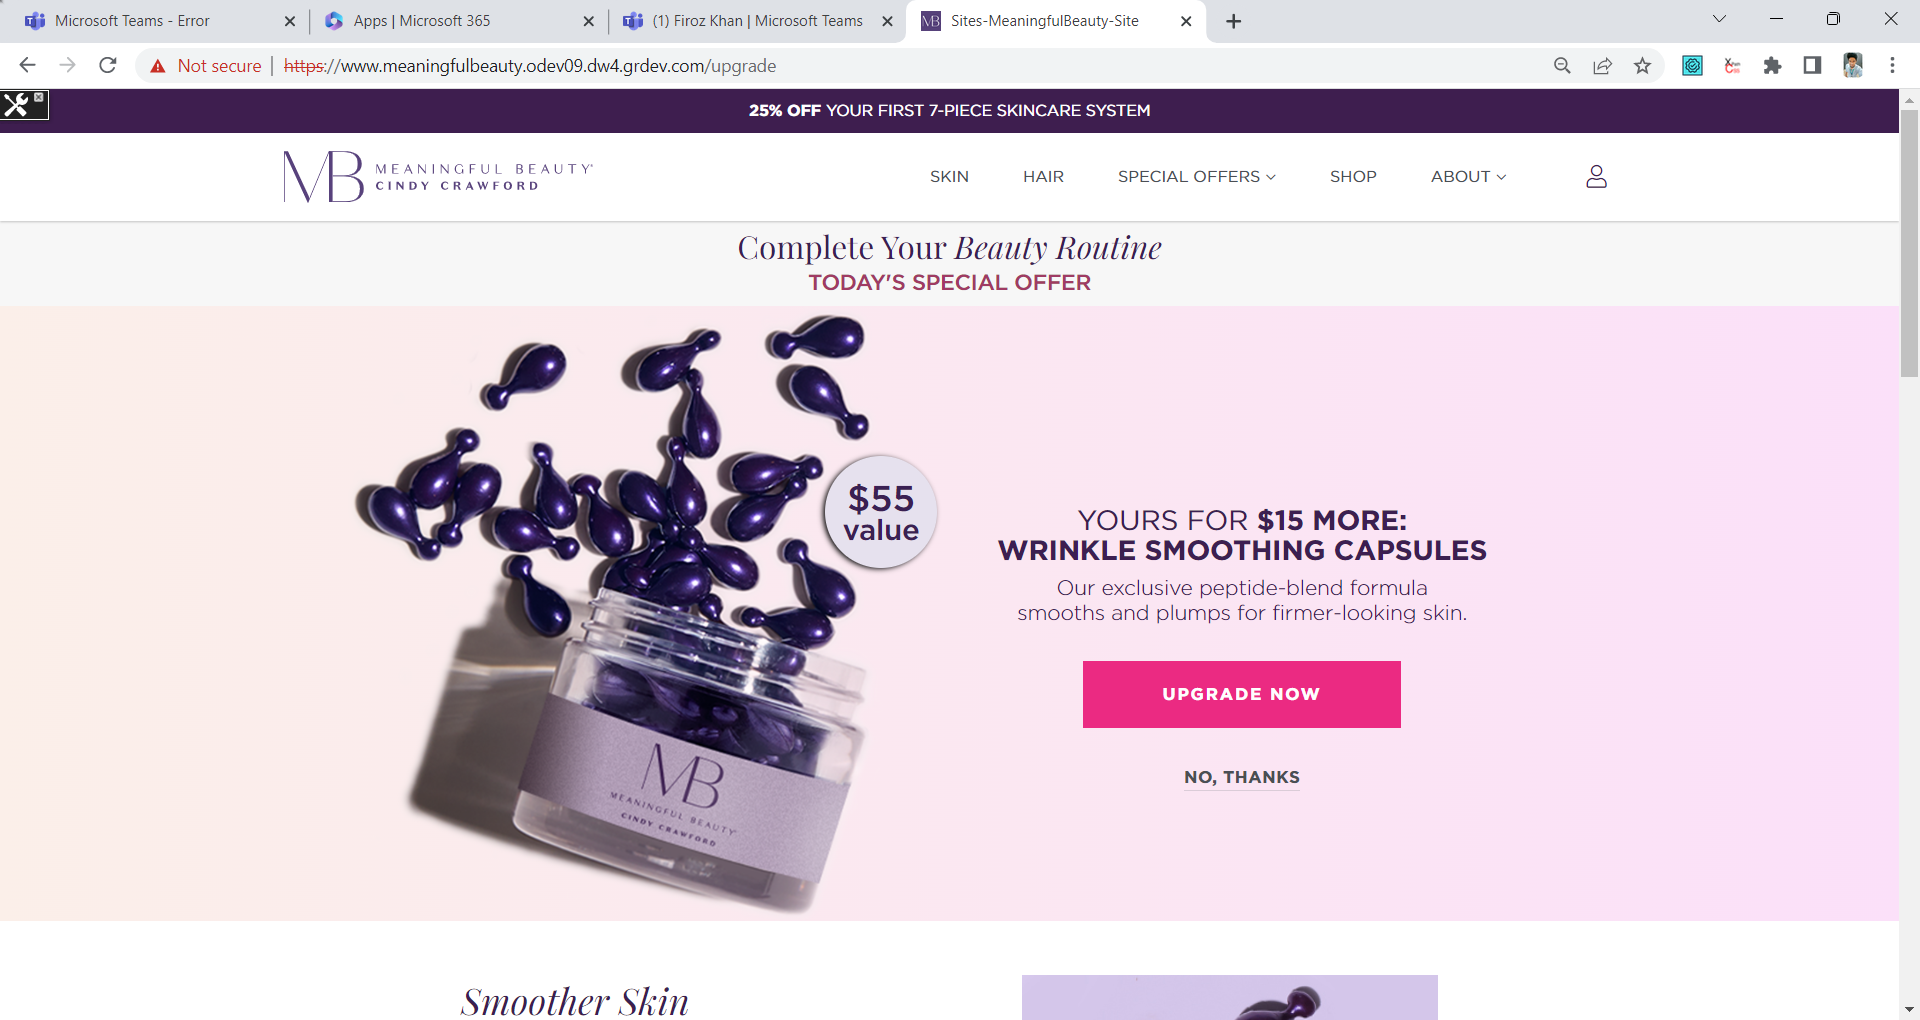 Microsoft Teams - Error
Apps | Microsoft 365
(1) Firoz Khan | Microsoft Teams
Sites-MeaningfulBeauty-Site
Not secure
https://www.meaningfulbeauty.odev09.dw4.grdev.com/upgrade
25% OFF YOUR FIRST 7-PIECE SKINCARE SYSTEM
MB
MEANINGFUL BEAUTY
CINDY CRAWFORD
SKIN
HAIR
SPECIAL OFFERS
SHOP
ABOUT
Complete Your Beauty Routine
TODAY'S SPECIAL OFFER
$55
value
YOURS FOR $15 MORE:
WRINKLE SMOOTHING CAPSULES
Our exclusive peptide-blend formula
smooths and plumps for firmer-looking skin.
UPGRADE NOW
NO, THANKS
MB
MEANINGFUL BEAUTY
CINDY CRAWFORD
Smoother Skin